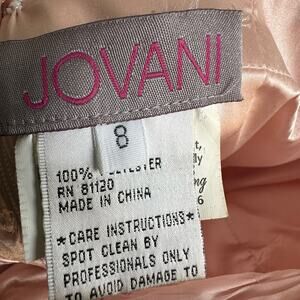 JOVANI
8
100% POLYESTER
RN 81120
MADE IN CHINA
*CARE INSTRUCTIONS*
SPOT CLEAN BY
PROFESSIONALS ONLY
TO AVOID DAMAGE TO